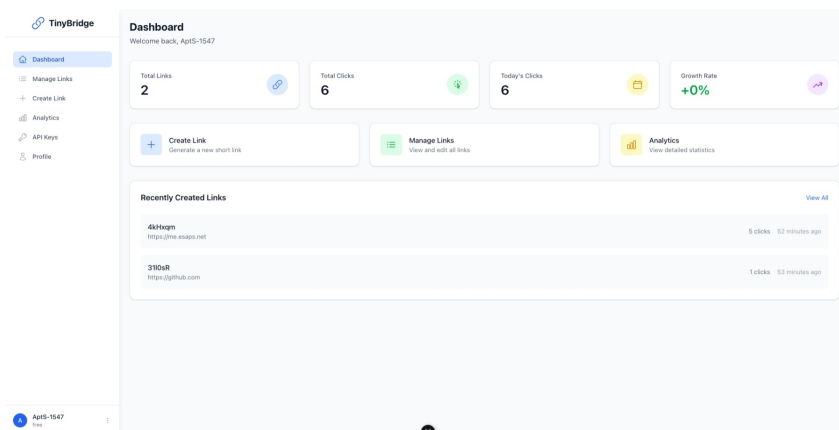 TinyBridge
Dashboard
Manage Links
Create Link
Analytics
API Keys
Profile
AptS-1547
free
Dashboard
Welcome back, AptS-1547
Total Links
2
Total Clicks
6
Today's Clicks
6
Growth Rate
+0%
Create Link
Generate a new short link
Manage Links
View and edit all links
Analytics
View detailed statistics
Recently Created Links
View All
4kHxqm
https://me.esaps.net
5 clicks 52 minutes ago
31l0sR
https://github.com
1 clicks 53 minutes ago